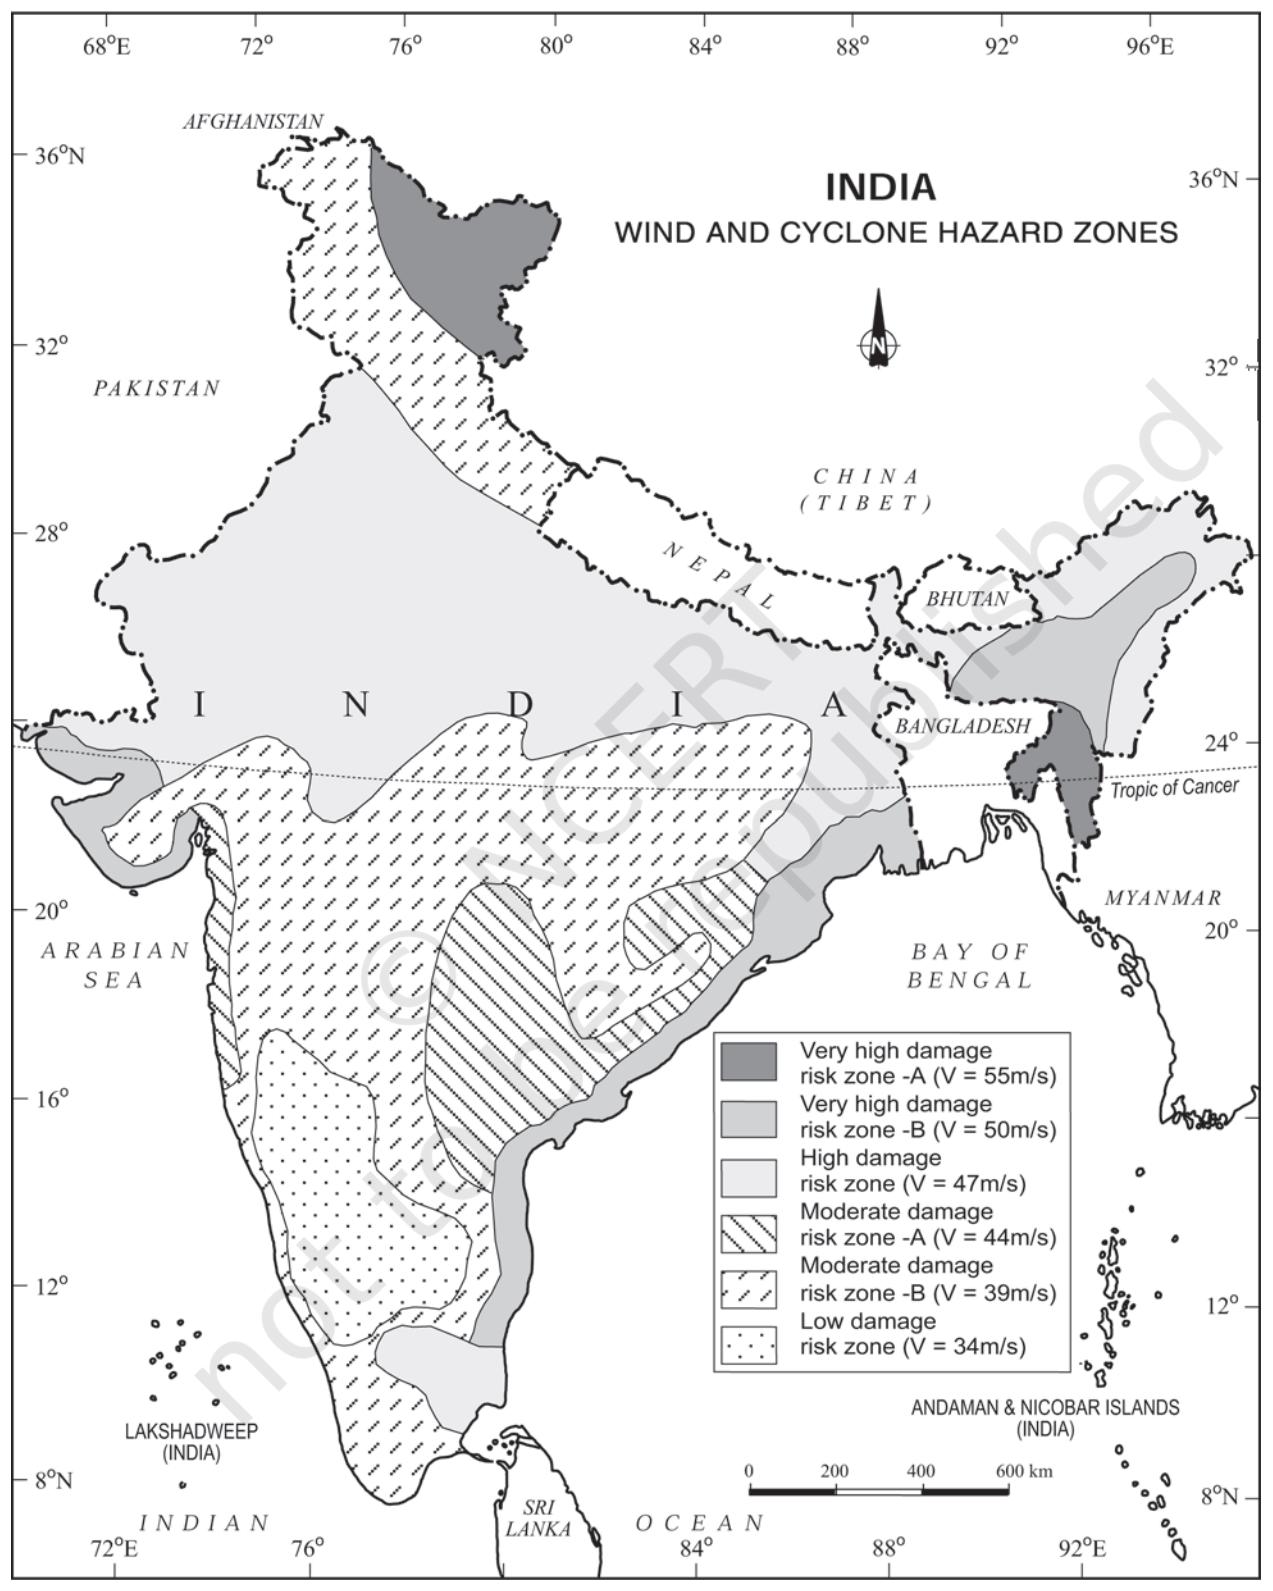 68°E 72° 76° 80° 84° 88° 92° 96°E
AFGHANISTAN
36°N
36°N
INDIA
WIND AND CYCLONE HAZARD ZONES
N
32°
32°
PAKISTAN
CHINA
(TIBET)
28°
NEPAL
BHUTAN
INDIA
BANGLADESH
24°
Tropic of Cancer
MYANMAR
20°
20°
ARABIAN
SEA
BAY OF
BENGAL
© NCERT
not to be republished
Very high damage
risk zone -A (V = 55m/s)
Very high damage
risk zone -B (V = 50m/s)
High damage
risk zone (V = 47m/s)
Moderate damage
risk zone -A (V = 44m/s)
Moderate damage
risk zone -B (V = 39m/s)
Low damage
risk zone (V = 34m/s)
16°
12°
12°
LAKSHADWEEP
(INDIA)
ANDAMAN & NICOBAR ISLANDS
(INDIA)
0 200 400 600 km
8°N
8°N
SRI
LANKA
INDIAN OCEAN
72°E 76° 84° 88° 92°E